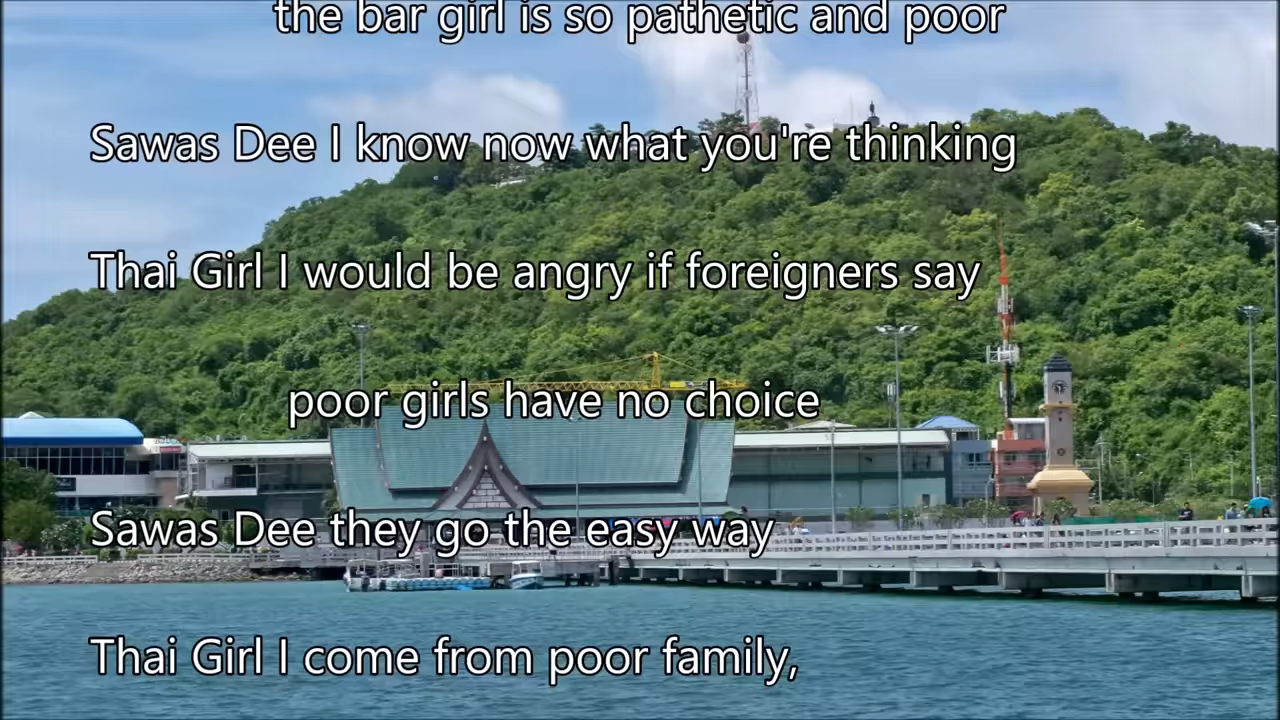 the bar girl is so pathetic and poor
Sawas Dee I know now what you're thinking
Thai Girl I would be angry if foreigners say
poor girls have no choice
Sawas Dee they go the easy way
Thai Girl I come from poor family,